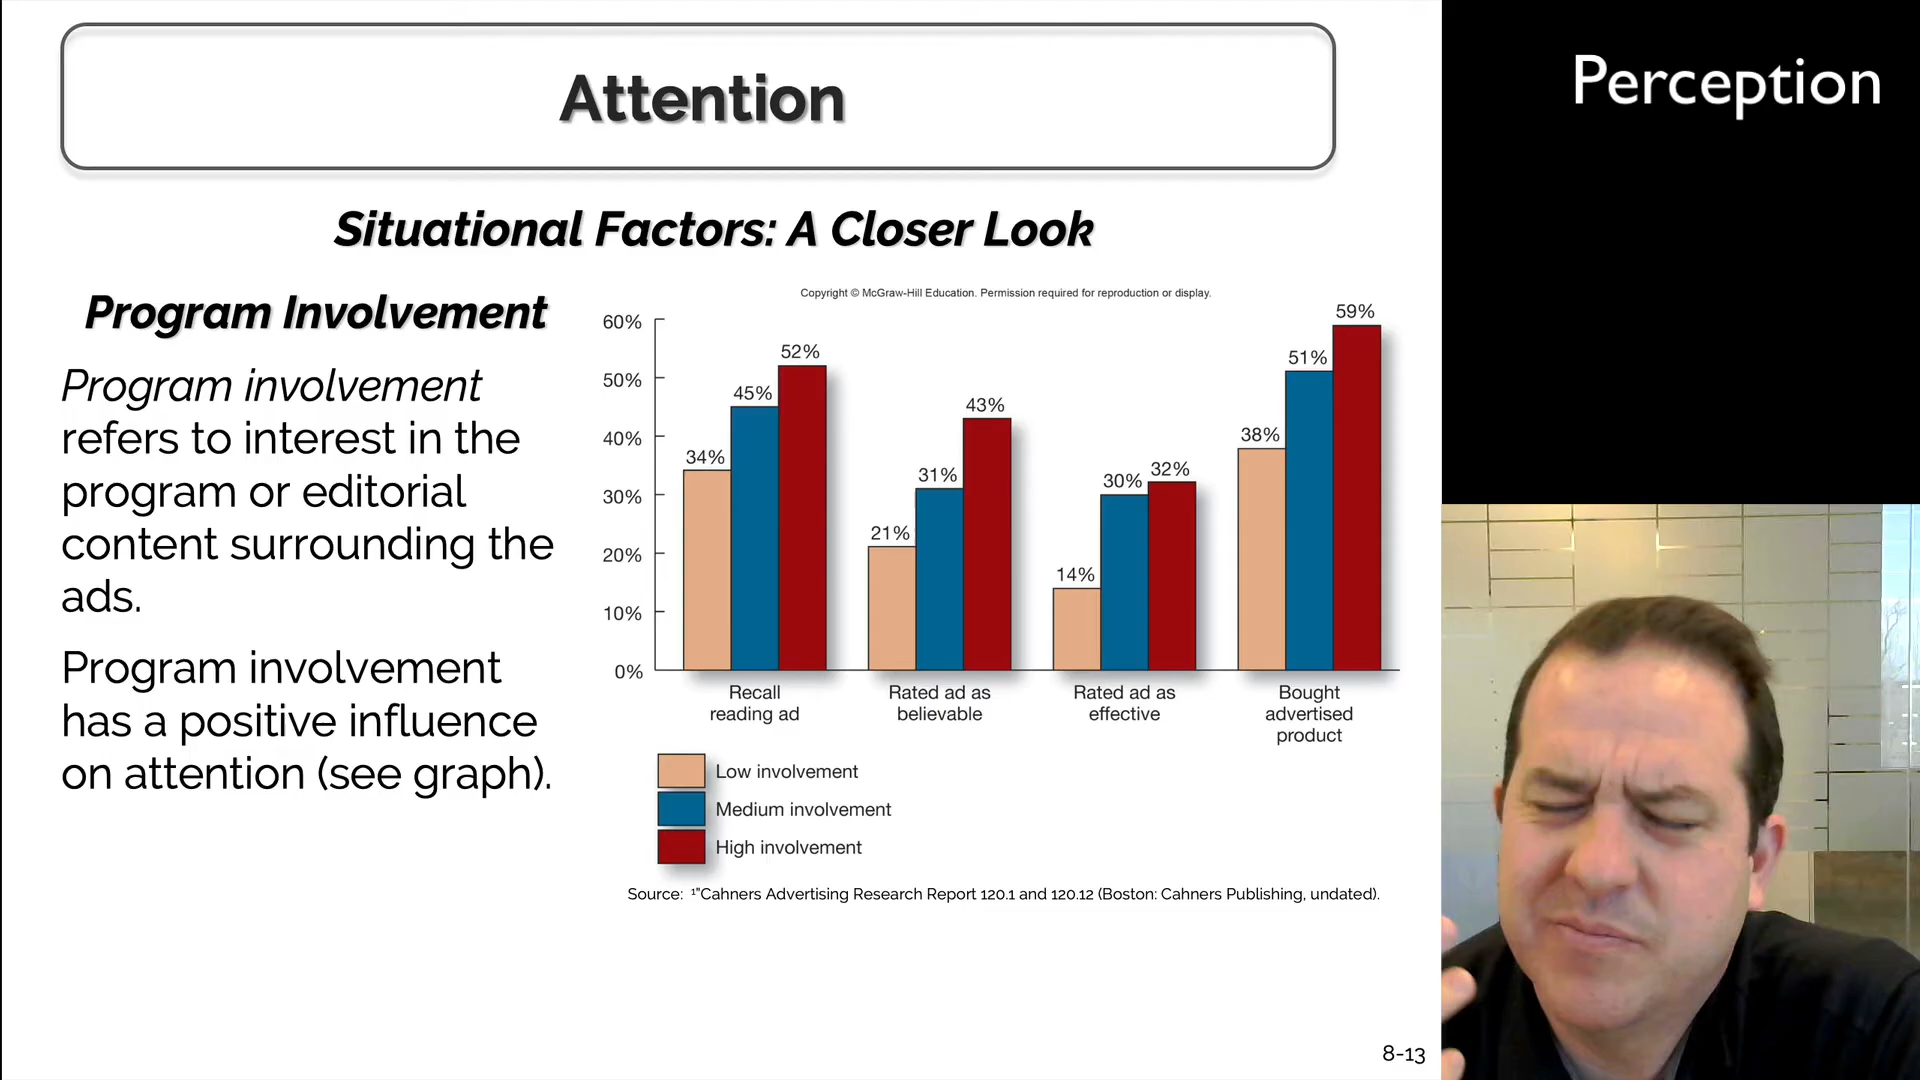 Attention
Perception
Situational Factors: A Closer Look
Program Involvement
Program involvement
refers to interest in the
program or editorial
content surrounding the
ads.
Program involvement
has a positive influence
on attention (see graph).
Copyright © McGraw-Hill Education. Permission required for reproduction or display.
60%
50%
40%
30%
20%
10%
0%
34%
45%
52%
21%
31%
43%
14%
30%
32%
38%
51%
59%
Recall
reading ad
Rated ad as
believable
Rated ad as
effective
Bought
advertised
product
Low involvement
Medium involvement
High involvement
Source: ¹"Cahners Advertising Research Report 120.1 and 120.12 (Boston: Cahners Publishing, undated).
8-13